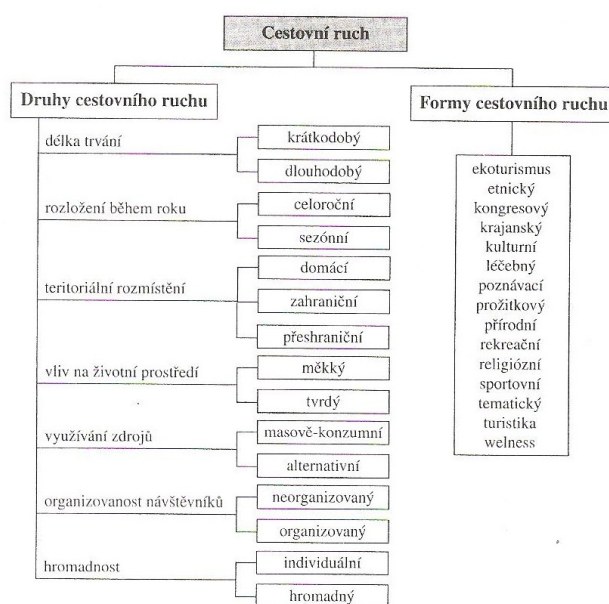 Cestovní ruch
Druhy cestovního ruchu
délka trvání
krátkodobý
dlouhodobý
rozložení během roku
celoroční
sezónní
teritoriální rozmístění
domácí
zahraniční
přeshraniční
vliv na životní prostředí
měkký
tvrdý
využívání zdrojů
masově-konzumní
alternativní
organizovanost návštěvníků
neorganizovaný
organizovaný
hromadnost
individuální
hromadný
Formy cestovního ruchu
ekoturismus
etnický
kongresový
krajanský
kulturní
léčebný
poznávací
prožitkový
přírodní
rekreační
religiózní
sportovní
tematický
turistika
welness